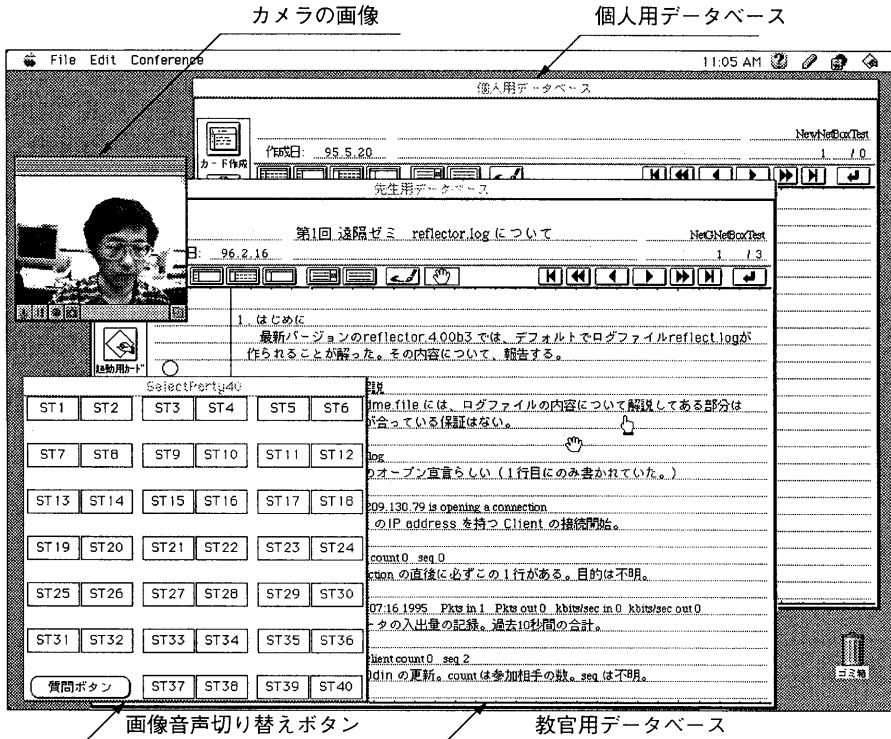 カメラの画像
個人用データベース
File Edit Conference
11:05 AM
個人用データベース
NewNetBoxTest
作成日: 95.5.20
1 / 0
カード作成
先生用データベース
第1回 遠隔ゼミ reflector.log について
NetGNetBoxTest
日: 96.2.16
1 / 3
1. はじめに
最新バージョンのreflector.4.00b3 では、デフォルトでログファイルreflect.logが
作られることが解った。その内容について、報告する。
起動用カード
SelectParty40
説
dme.file には、ログファイルの内容について解説してある部分は
が合っている保証はない。
log
のオープン宣言らしい（1行目にのみ書かれていた。）
209.130.79 is opening a connection
のIP address を持つ Client の接続開始。
count 0 seq 0
ction の直後に必ずこの1行がある。目的は不明。
07:16 1995 Pkts in 1 Pkts out 0 kbits/sec in 0 kbits/sec out 0
ータの入出量の記録。過去10秒間の合計。
client count 0 seq 2
ldin の更新。count は参加相手の数。seq は不明。
ST1 ST2 ST3 ST4 ST5 ST6
ST7 ST8 ST9 ST10 ST11 ST12
ST13 ST14 ST15 ST16 ST17 ST18
ST19 ST20 ST21 ST22 ST23 ST24
ST25 ST26 ST27 ST28 ST29 ST30
ST31 ST32 ST33 ST34 ST35 ST36
質問ボタン ST37 ST38 ST39 ST40
ゴミ箱
画像音声切り替えボタン
教官用データベース